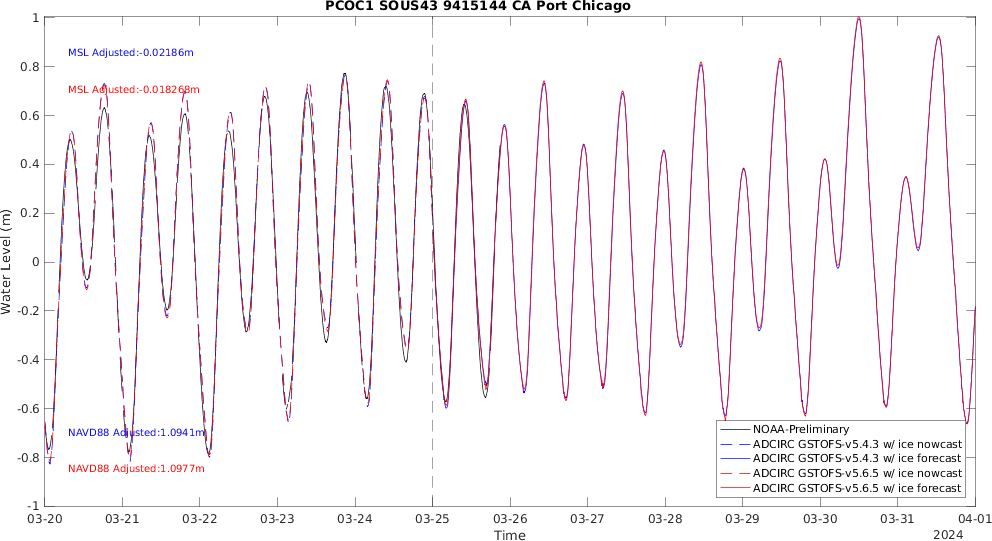 PCOC1 SOUS43 9415144 CA Port Chicago
MSL Adjusted:-0.02186m
MSL Adjusted:-0.018268m
NAVD88 Adjusted:1.0941m
NAVD88 Adjusted:1.0977m
Water Level (m)
1
0.8
0.6
0.4
0.2
0
-0.2
-0.4
-0.6
-0.8
-1
NOAA-Preliminary
ADCIRC GSTOFS-v5.4.3 w/ ice nowcast
ADCIRC GSTOFS-v5.4.3 w/ ice forecast
ADCIRC GSTOFS-v5.6.5 w/ ice nowcast
ADCIRC GSTOFS-v5.6.5 w/ ice forecast
03-20 03-21 03-22 03-23 03-24 03-25 03-26 03-27 03-28 03-29 03-30 03-31 04-01
Time
2024